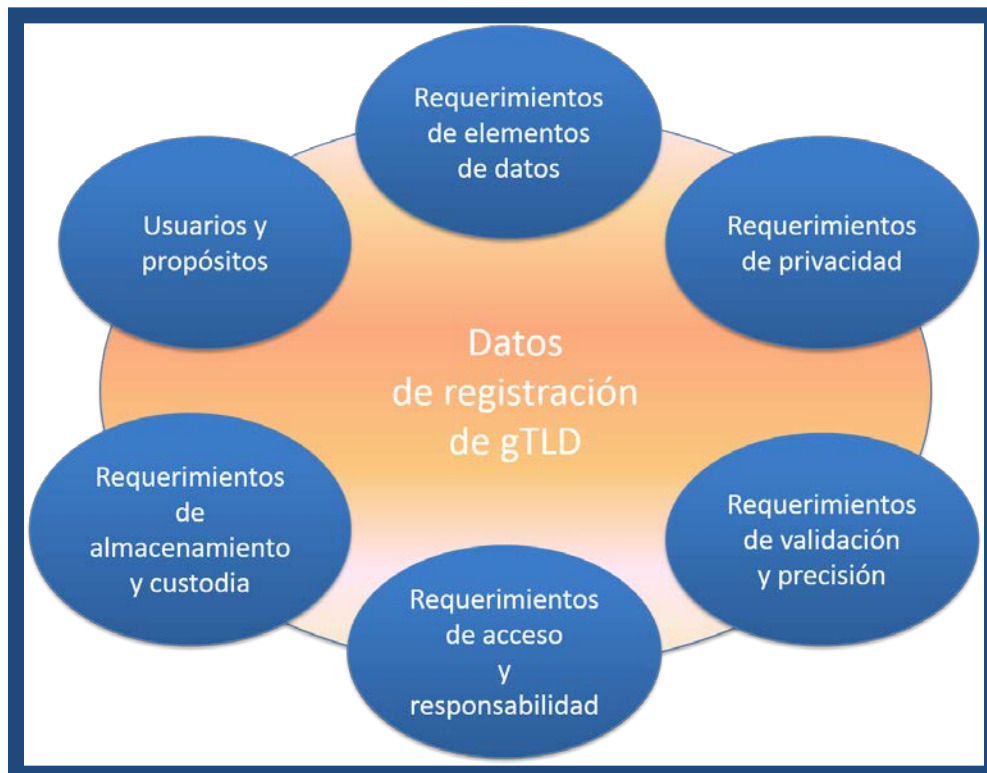 Requerimientos
de elementos
de datos
Usuarios y
propósitos
Requerimientos
de privacidad
Datos
de registración
de gTLD
Requerimientos
de
almacenamiento
y custodia
Requerimientos
de validación
y precisión
Requerimientos
de acceso
y
responsabilidad